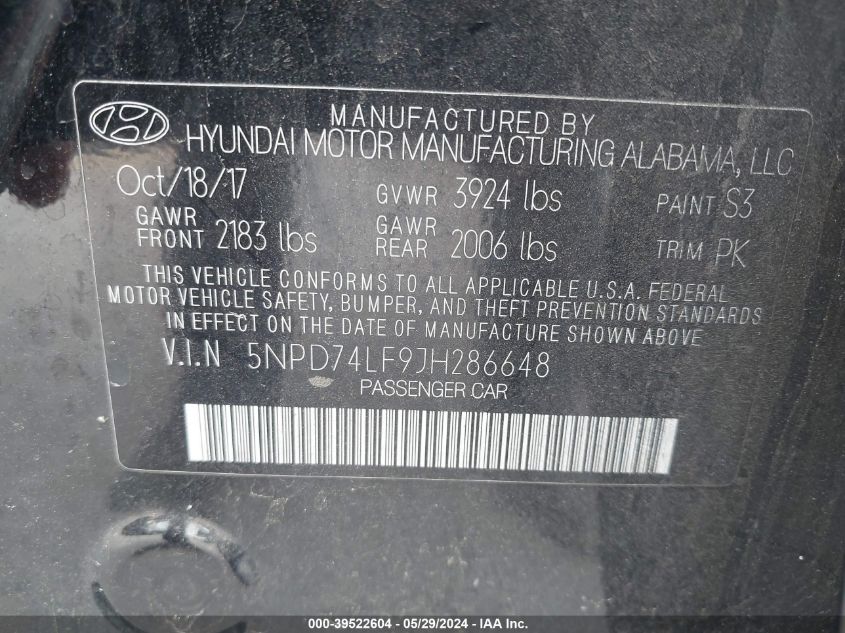 MANUFACTURED BY
HYUNDAI MOTOR MANUFACTURING ALABAMA, LLC
Oct/18/17 GVWR 3924 lbs PAINT S3
GAWR FRONT 2183 lbs GAWR REAR 2006 lbs TRIM PK
THIS VEHICLE CONFORMS TO ALL APPLICABLE U.S.A. FEDERAL
MOTOR VEHICLE SAFETY, BUMPER, AND THEFT PREVENTION STANDARDS
IN EFFECT ON THE DATE OF MANUFACTURE SHOWN ABOVE
V.I.N 5NPD74LF9JH286648
PASSENGER CAR
000-39522604 - 05/29/2024 - IAA, Inc.